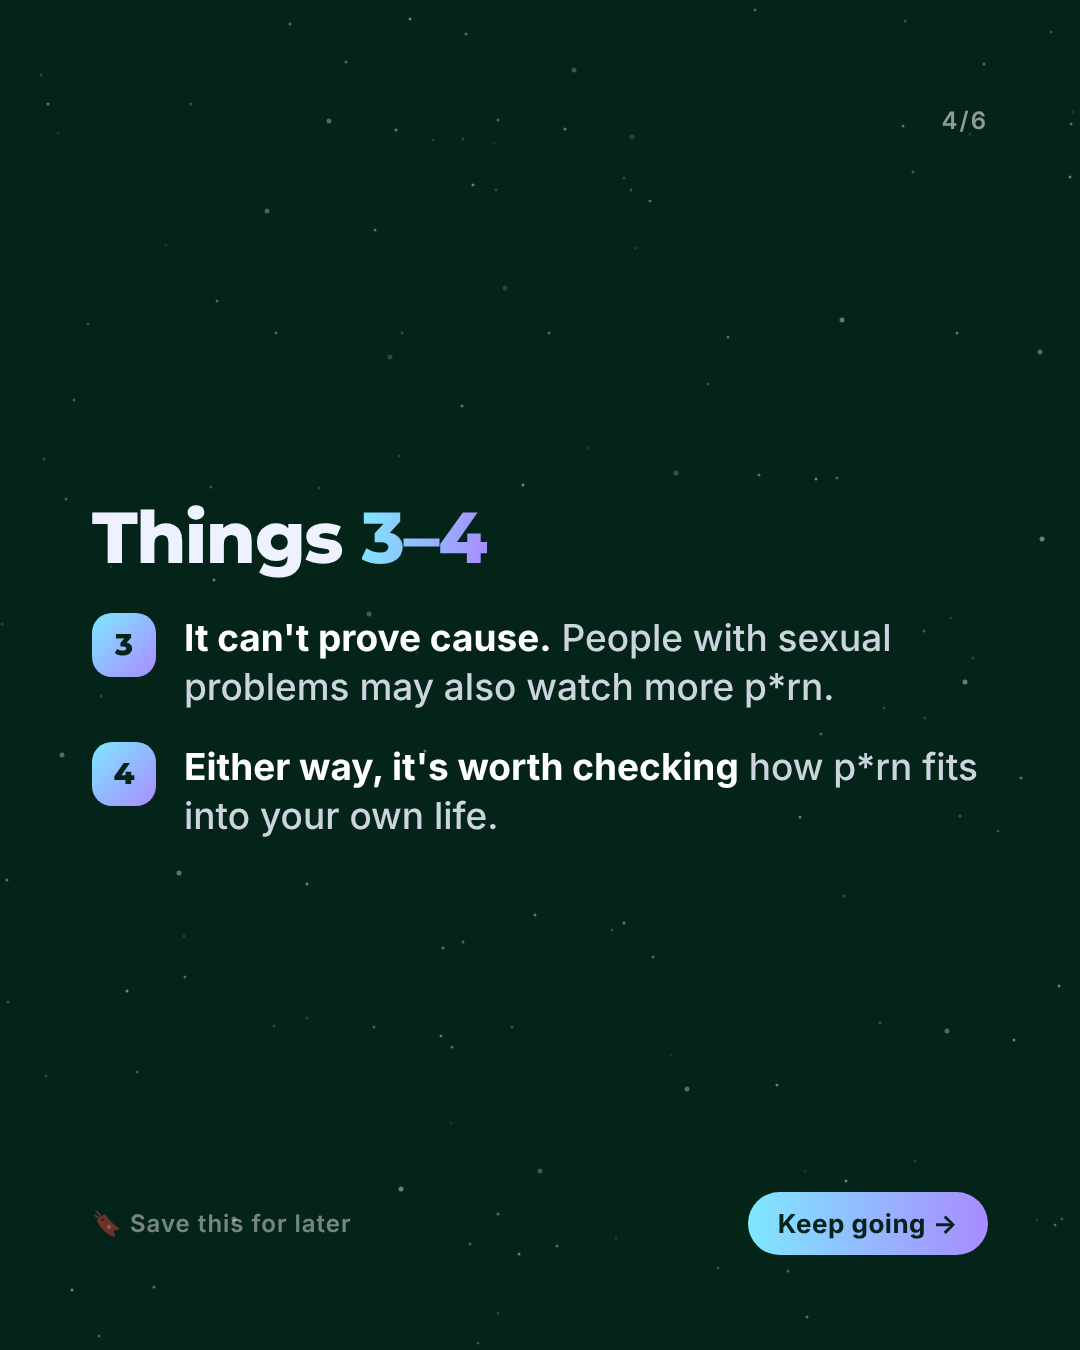 4/6
Things 3–4
3 It can't prove cause. People with sexual
problems may also watch more p*rn.
4 Either way, it's worth checking how p*rn fits
into your own life.
🔖 Save this for later
Keep going →